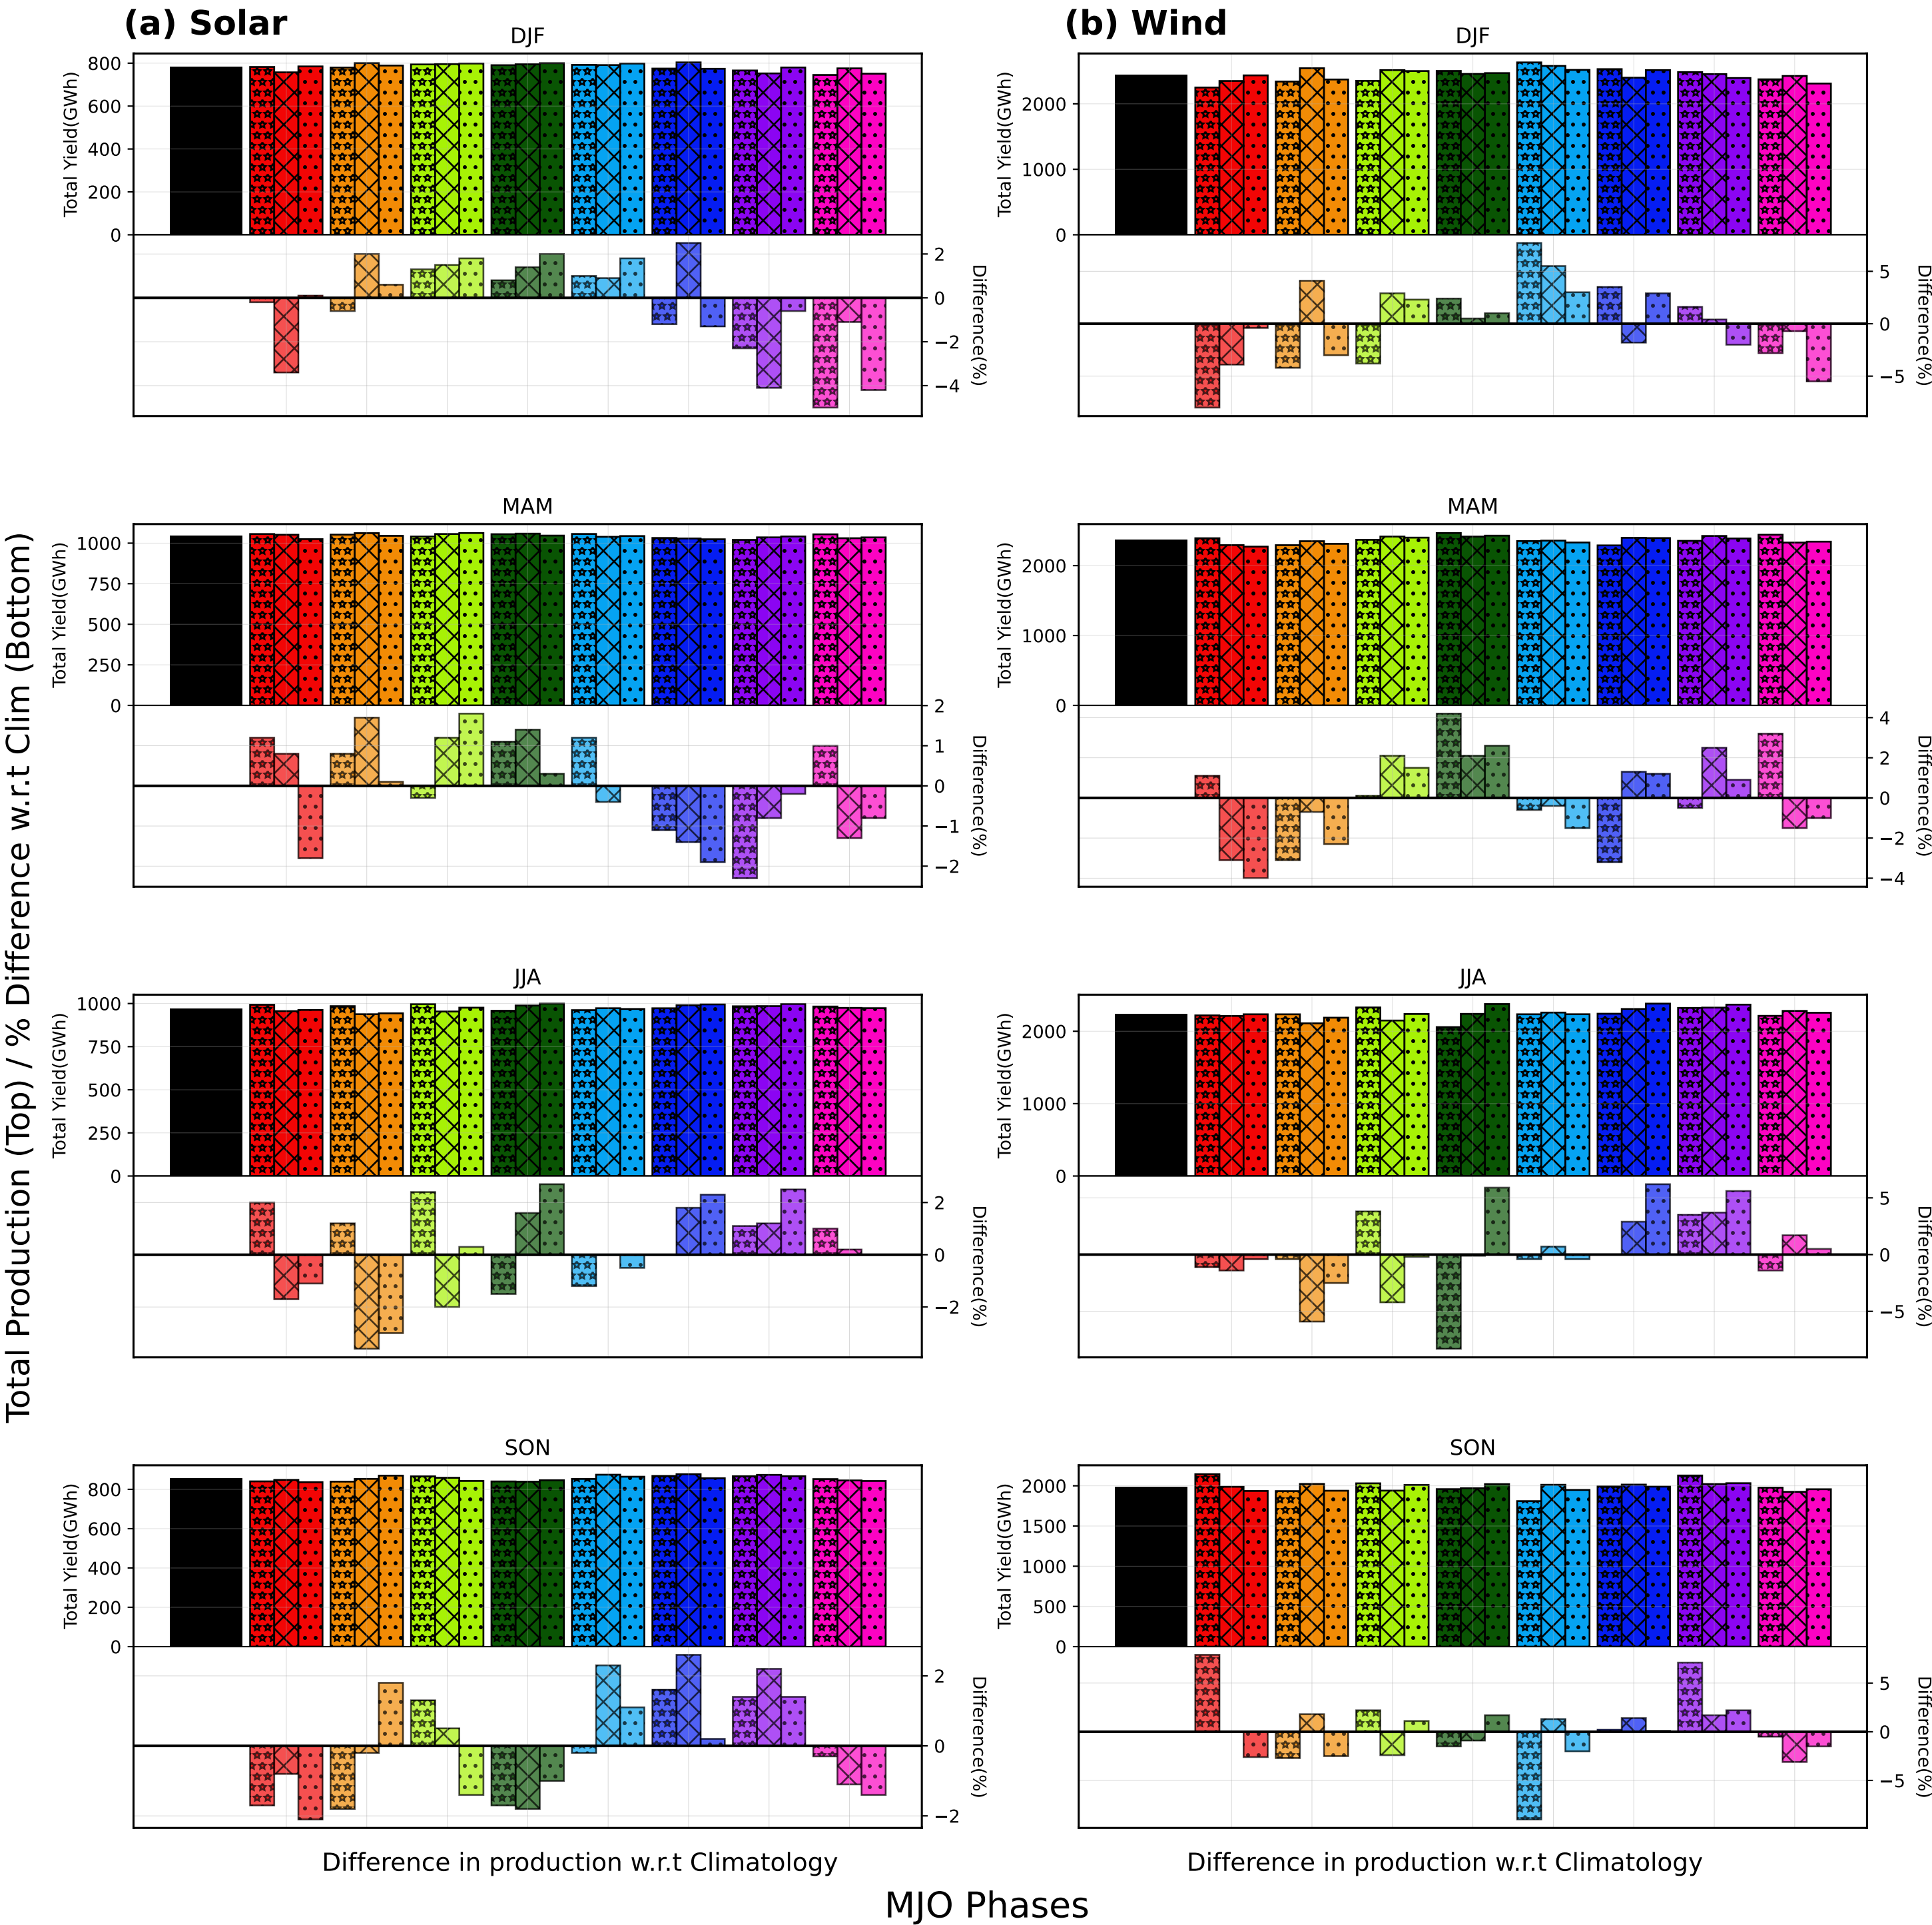 (a) Solar
(b) Wind
Total Production (Top) / % Difference w.r.t Clim (Bottom)
DJF
Total Yield(GWh)
800
600
400
200
0
2
0
−2
−4
Difference(%)
DJF
Total Yield(GWh)
2000
1000
0
5
0
−5
Difference(%)
MAM
Total Yield(GWh)
1000
750
500
250
0
2
1
0
−1
−2
Difference(%)
MAM
Total Yield(GWh)
2000
1000
0
4
2
0
−2
−4
Difference(%)
JJA
Total Yield(GWh)
1000
750
500
250
0
2
0
−2
Difference(%)
JJA
Total Yield(GWh)
2000
1000
0
5
0
−5
Difference(%)
SON
Total Yield(GWh)
800
600
400
200
0
2
0
−2
Difference(%)
SON
Total Yield(GWh)
2000
1500
1000
500
0
5
0
−5
Difference(%)
Difference in production w.r.t Climatology
Difference in production w.r.t Climatology
MJO Phases